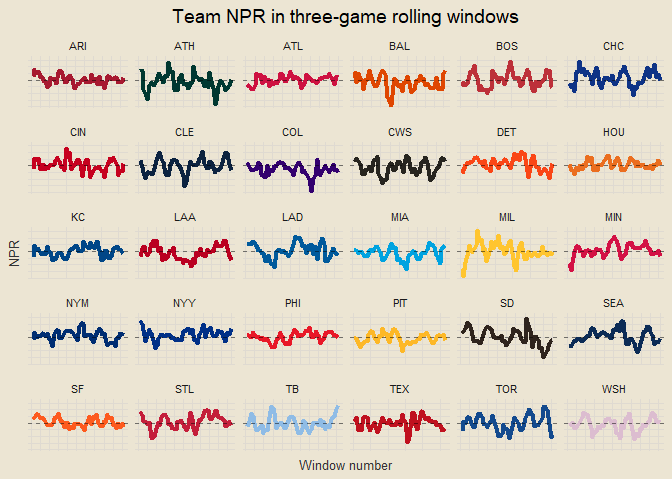 Team NPR in three-game rolling windows
ARI ATH ATL BAL BOS CHC
CIN CLE COL CWS DET HOU
KC LAA LAD MIA MIL MIN
NPR
NYM NYY PHI PIT SD SEA
SF STL TB TEX TOR WSH
Window number